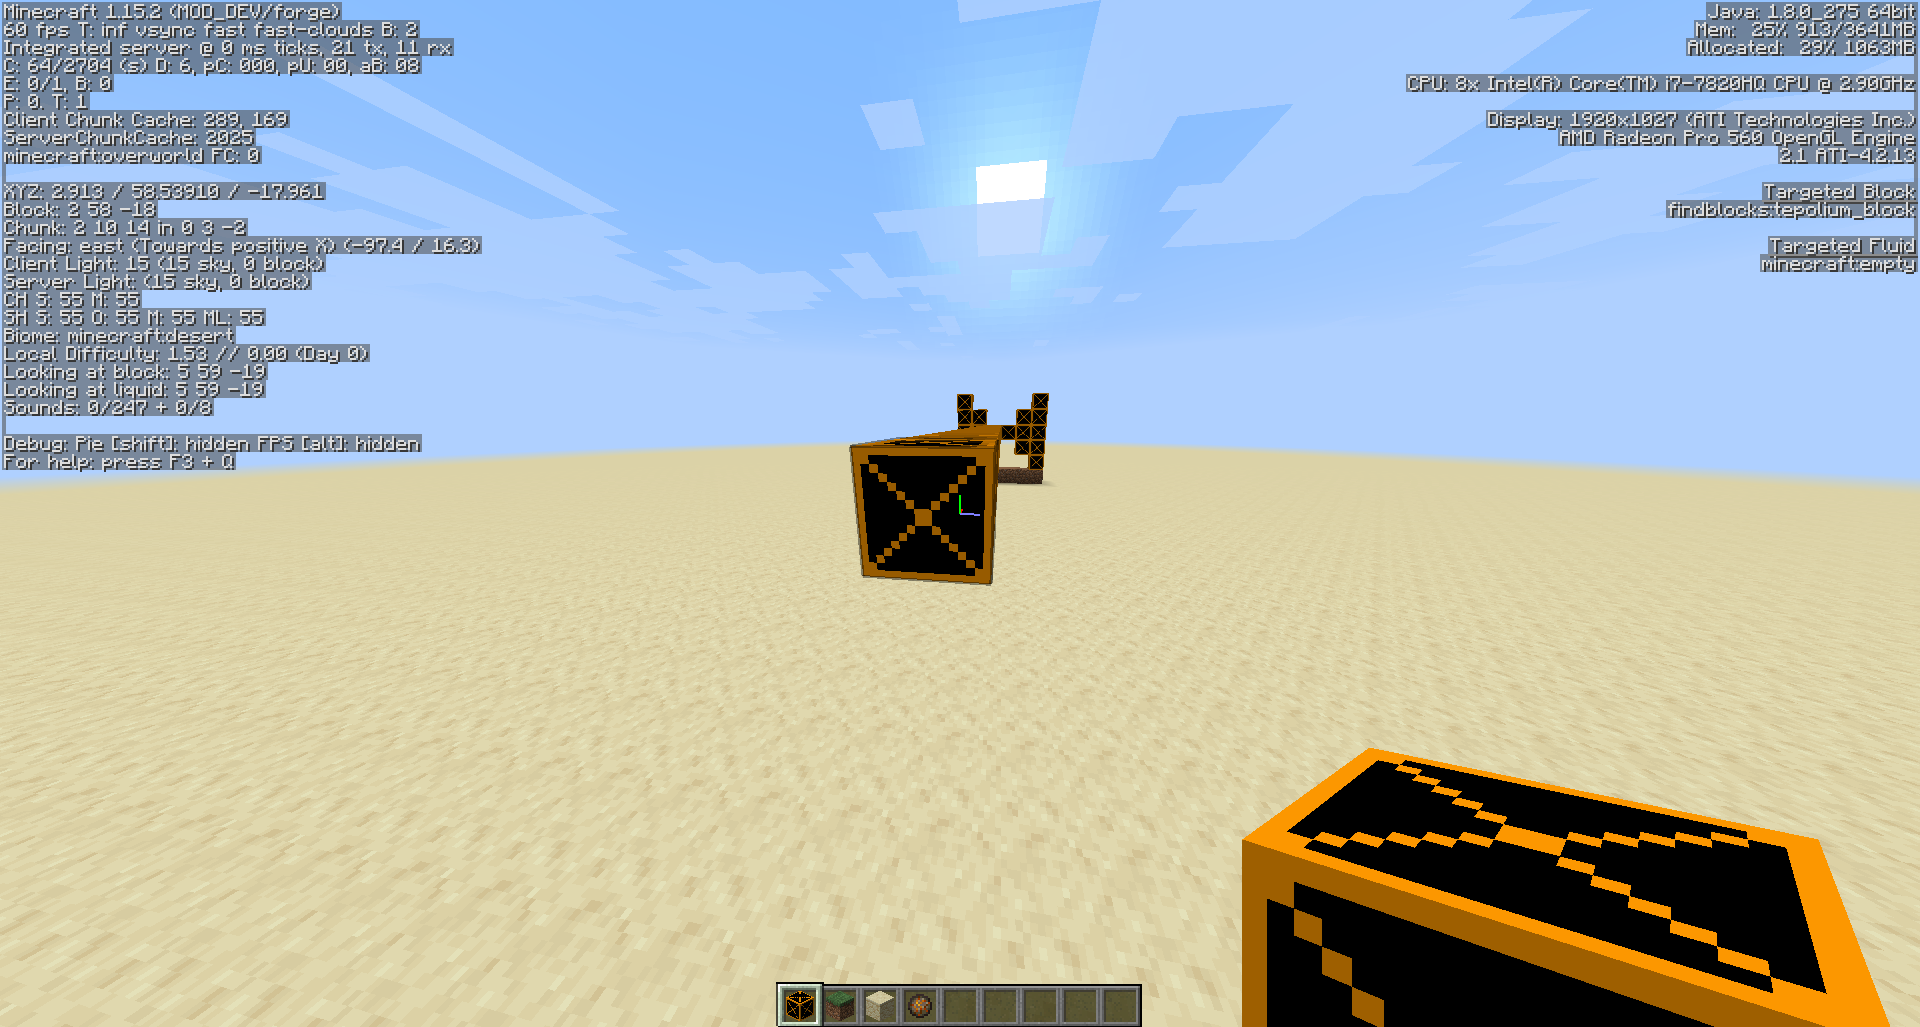 Minecraft 1.15.2 (MOD_DEV/forge)
60 fps T: inf vsync fast fast-clouds B: 2
Integrated server @ 0 ms ticks, 21 tx, 11 rx
C: 64/2704 (s) D: 6, pC: 000, pU: 00, aB: 08
E: 0/1, B: 0
P: 0. T: 1
Client Chunk Cache: 289, 169
ServerChunkCache: 2025
minecraft:overworld FC: 0
XYZ: 2.913 / 58.53910 / -17.961
Block: 2 58 -18
Chunk: 2 10 14 in 0 3 -2
Facing: east (Towards positive X) (-97.4 / 16.3)
Client Light: 15 (15 sky, 0 block)
Server Light: (15 sky, 0 block)
CH S: 55 M: 55
SH S: 55 O: 55 M: 55 ML: 55
Biome: minecraft:desert
Local Difficulty: 1.53 // 0.00 (Day 0)
Looking at block: 5 59 -19
Looking at liquid: 5 59 -19
Sounds: 0/247 + 0/8
Debug: Pie [shift]: hidden FPS [alt]: hidden
For help: press F3 + Q
Java: 1.8.0_275 64bit
Mem: 25% 913/3641MB
Allocated: 29% 1063MB
CPU: 8x Intel(R) Core(TM) i7-7820HQ CPU @ 2.90GHz
Display: 1920x1027 (ATI Technologies Inc.)
AMD Radeon Pro 560 OpenGL Engine
2.1 ATI-4.2.13
Targeted Block
findblocks:tepolium_block
Targeted Fluid
minecraft:empty